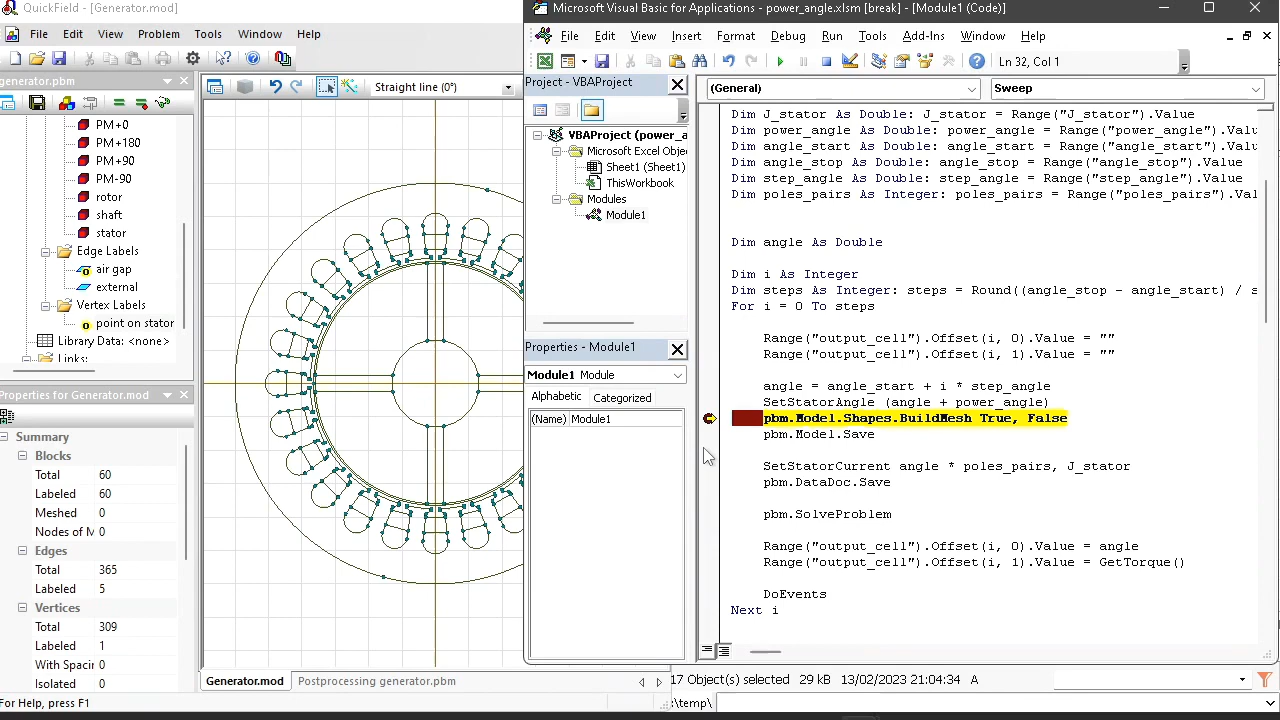 QuickField - [Generator.mod]
File Edit View Problem Tools Window Help
generator.pbm
PM+0
PM+180
PM+90
PM-90
rotor
shaft
stator
Edge Labels
air gap
external
Vertex Labels
point on stator
Library Data: <none>
Links:
Properties for Generator.mod
Summary
Blocks
Total 60
Labeled 60
Meshed 0
Nodes of M 0
Edges
Total 365
Labeled 5
Vertices
Total 309
Labeled 1
With Spacir 0
Isolated 0
For Help, press F1
Straight line (0°)
Generator.mod Postprocessing generator.pbm
Microsoft Visual Basic for Applications - power_angle.xlsm [break] - [Module1 (Code)]
File Edit View Insert Format Debug Run Tools Add-Ins Window Help
Ln 32, Col 1
Project - VBAProject
VBAProject (power_a
Microsoft Excel Objec
Sheet1 (Sheet1)
ThisWorkbook
Modules
Module1
Properties - Module1
Module1 Module
Alphabetic Categorized
(Name) Module1
(General) Sweep
Dim J_stator As Double: J_stator = Range("J_stator").Value
Dim power_angle As Double: power_angle = Range("power_angle").Valu
Dim angle_start As Double: angle_start = Range("angle_start").Valu
Dim angle_stop As Double: angle_stop = Range("angle_stop").Value
Dim step_angle As Double: step_angle = Range("step_angle").Value
Dim poles_pairs As Integer: poles_pairs = Range("poles_pairs").Val
Dim angle As Double
Dim i As Integer
Dim steps As Integer: steps = Round((angle_stop - angle_start) / s
For i = 0 To steps
Range("output_cell").Offset(i, 0).Value = ""
Range("output_cell").Offset(i, 1).Value = ""
angle = angle_start + i * step_angle
SetStatorAngle (angle + power_angle)
pbm.Model.Shapes.BuildMesh True, False
pbm.Model.Save
SetStatorCurrent angle * poles_pairs, J_stator
pbm.DataDoc.Save
pbm.SolveProblem
Range("output_cell").Offset(i, 0).Value = angle
Range("output_cell").Offset(i, 1).Value = GetTorque()
DoEvents
Next i
17 Object(s) selected 29 kB 13/02/2023 21:04:34 A
:\temp\